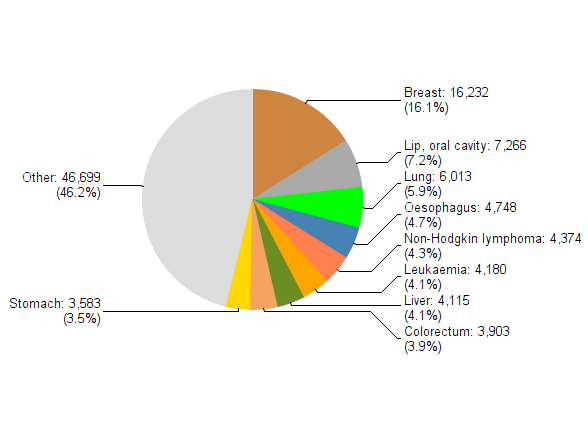 Breast: 16,232
(16.1%)
Lip, oral cavity: 7,266
(7.2%)
Lung: 6,013
(5.9%)
Oesophagus: 4,748
(4.7%)
Non-Hodgkin lymphoma: 4,374
(4.3%)
Leukaemia: 4,180
(4.1%)
Liver: 4,115
(4.1%)
Colorectum: 3,903
(3.9%)
Stomach: 3,583
(3.5%)
Other: 46,699
(46.2%)